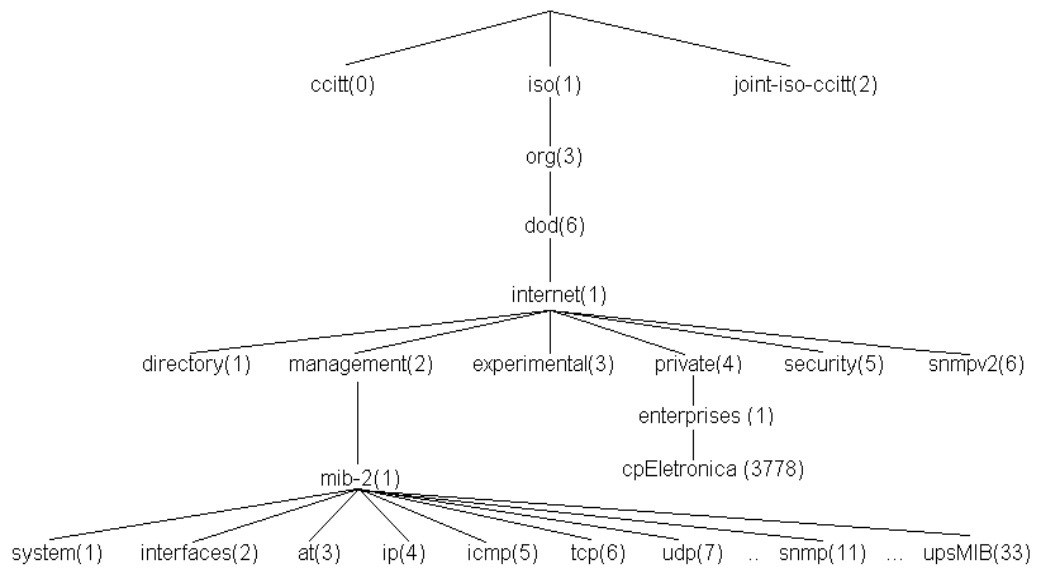 ccitt(0) iso(1) joint-iso-ccitt(2)
org(3)
dod(6)
internet(1)
directory(1) management(2) experimental(3) private(4) security(5) snmpv2(6)
enterprises (1)
cpEletronica (3778)
mib-2(1)
system(1) interfaces(2) at(3) ip(4) icmp(5) tcp(6) udp(7) .. snmp(11) ... upsMIB(33)